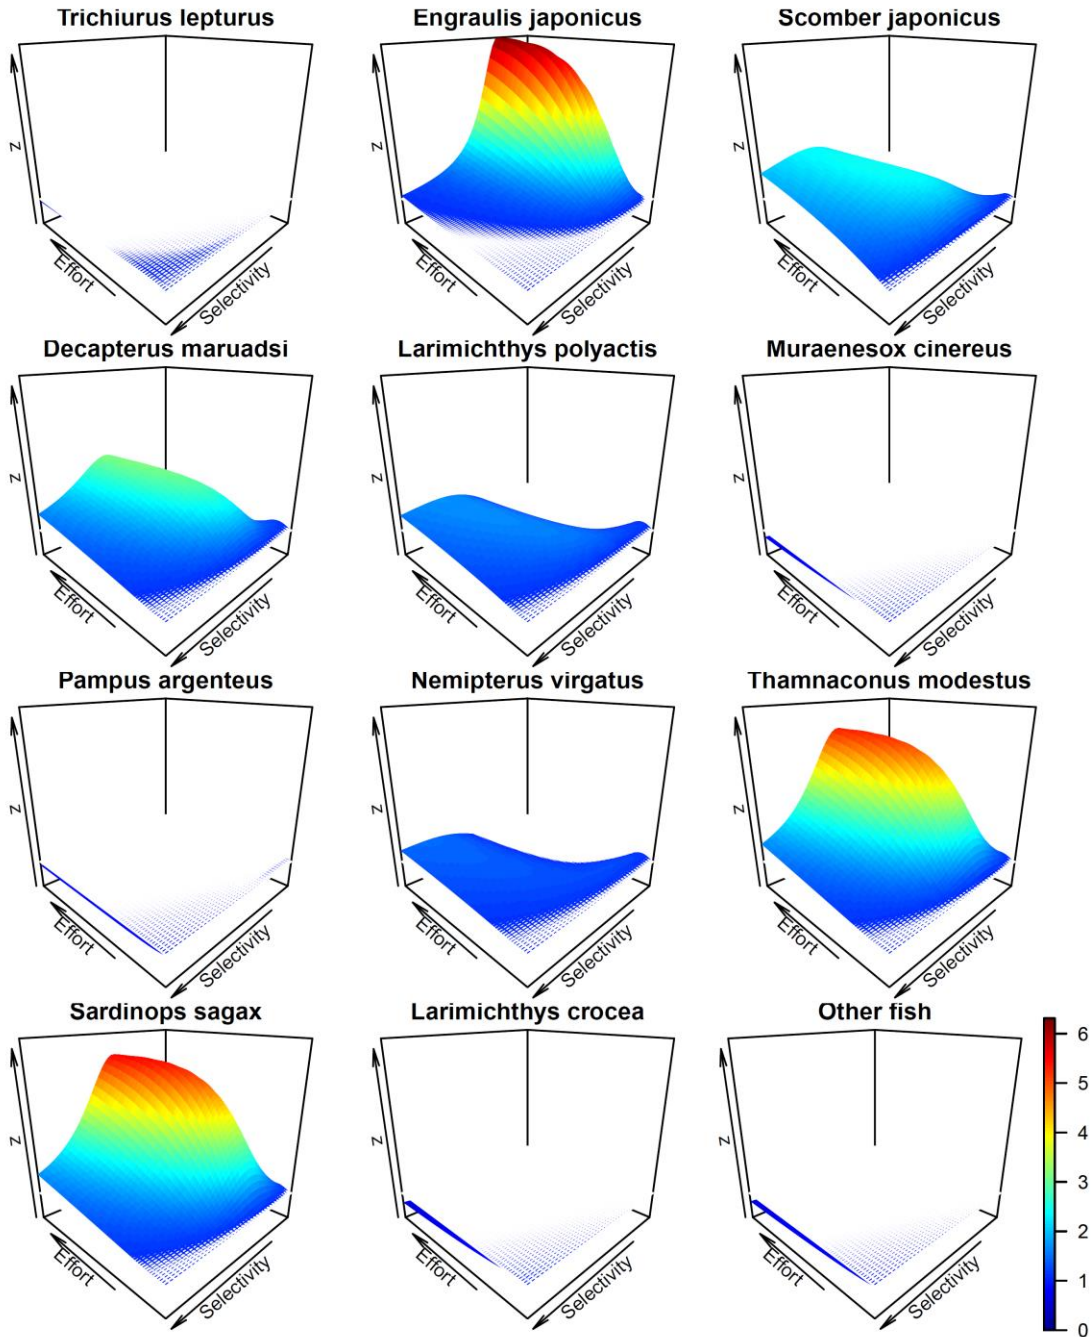 Trichiurus lepturus
Engraulis japonicus
Scomber japonicus
Z
Effort
Selectivity
Z
Effort
Selectivity
Z
Effort
Selectivity
Decapterus maruadsi
Larimichthys polyactis
Muraenesox cinereus
Z
Effort
Selectivity
Z
Effort
Selectivity
Z
Effort
Selectivity
Pampus argenteus
Nemipterus virgatus
Thamnaconus modestus
Z
Effort
Selectivity
Z
Effort
Selectivity
Z
Effort
Selectivity
Sardinops sagax
Larimichthys crocea
Other fish
Z
Effort
Selectivity
Z
Effort
Selectivity
Z
Effort
Selectivity
6
5
4
3
2
1
0